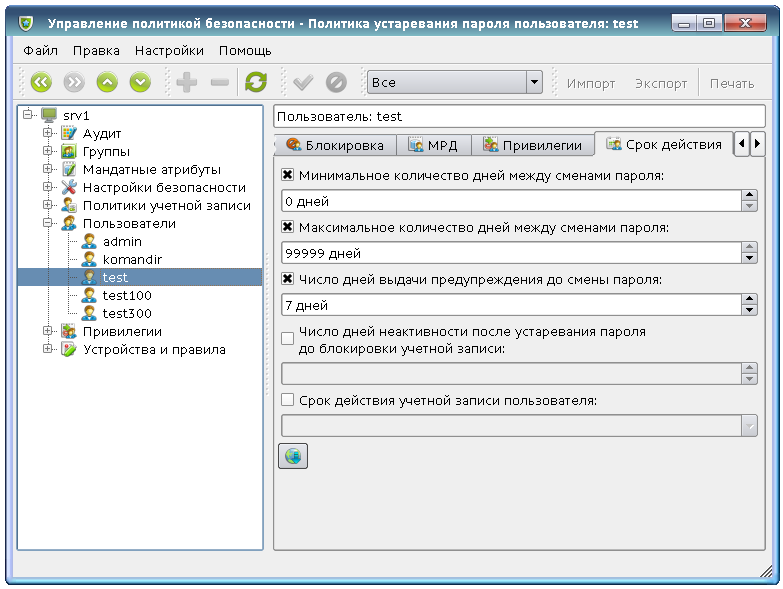 Управление политикой безопасности - Политика устаревания пароля пользователя: test
Файл Правка Настройки Помощь
Все Импорт Экспорт Печать
srv1
Аудит
Группы
Мандатные атрибуты
Настройки безопасности
Политики учетной записи
Пользователи
admin
komandir
test
test100
test300
Привилегии
Устройства и правила
Пользователь: test
Блокировка МРД Привилегии Срок действия
Минимальное количество дней между сменами пароля:
0 дней
Максимальное количество дней между сменами пароля:
99999 дней
Число дней выдачи предупреждения до смены пароля:
7 дней
Число дней неактивности после устаревания пароля
до блокировки учетной записи:
Срок действия учетной записи пользователя: